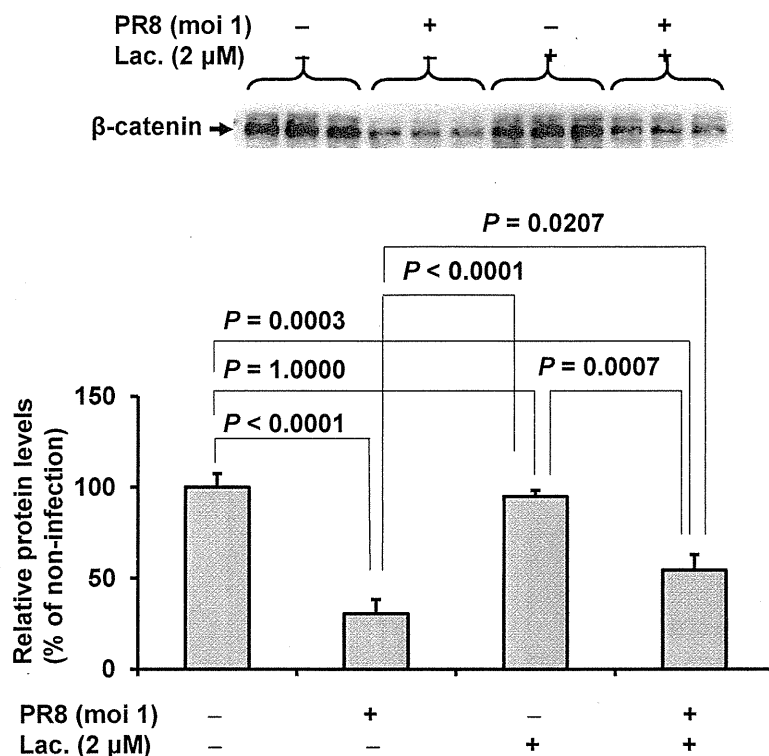 PR8 (moi 1) – + – +
Lac. (2 µM) – – + +
β-catenin
P = 0.0207
P < 0.0001
P = 0.0003
P = 1.0000
P = 0.0007
P < 0.0001
Relative protein levels
(% of non-infection)
150
100
50
0
PR8 (moi 1) – + – +
Lac. (2 µM) – – + +